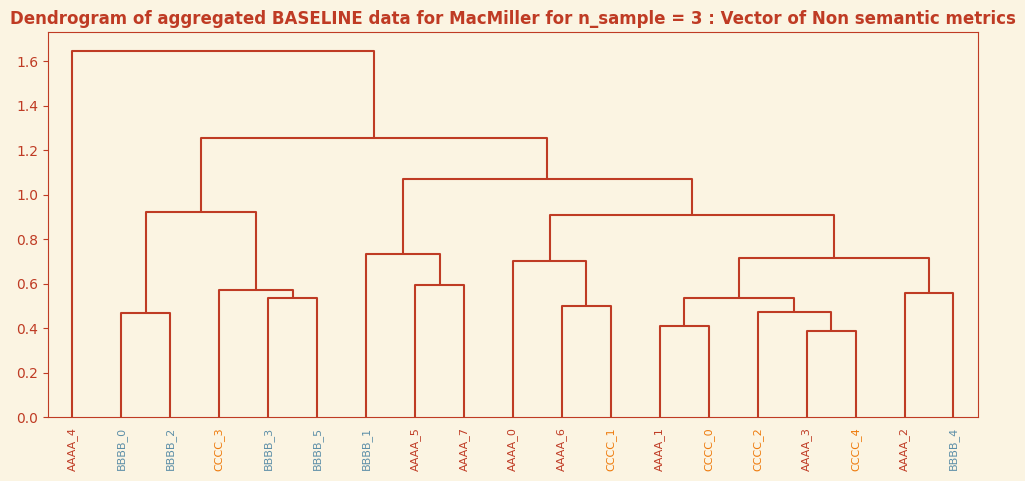 Dendrogram of aggregated BASELINE data for MacMiller for n_sample = 3 : Vector of Non semantic metrics
1.6
1.4
1.2
1.0
0.8
0.6
0.4
0.2
0.0
AAAA_4
BBBB_0
BBBB_2
CCCC_3
BBBB_3
BBBB_5
BBBB_1
AAAA_5
AAAA_7
AAAA_0
AAAA_6
CCCC_1
AAAA_1
CCCC_0
CCCC_2
AAAA_3
CCCC_4
AAAA_2
BBBB_4